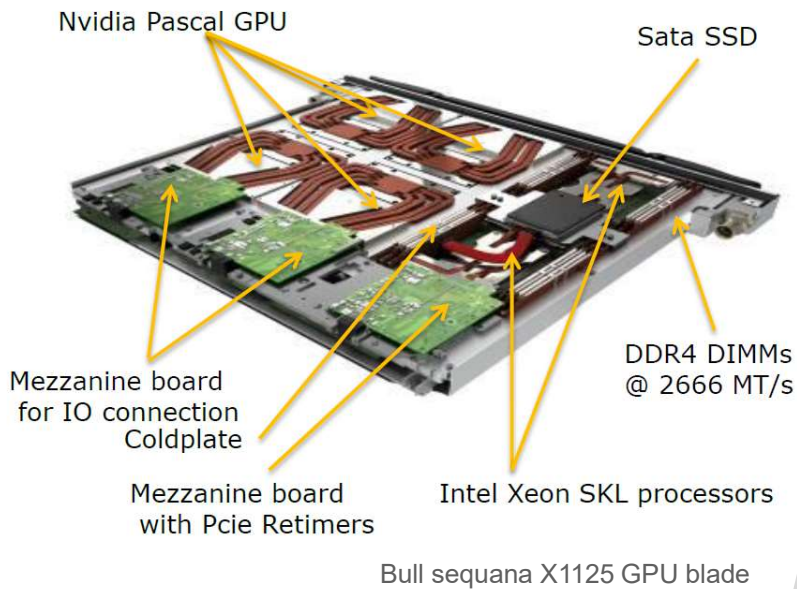 Nvidia Pascal GPU
Sata SSD
DDR4 DIMMs
@ 2666 MT/s
Mezzanine board
for IO connection
Coldplate
Mezzanine board
with Pcie Retimers
Intel Xeon SKL processors
Bull sequana X1125 GPU blade